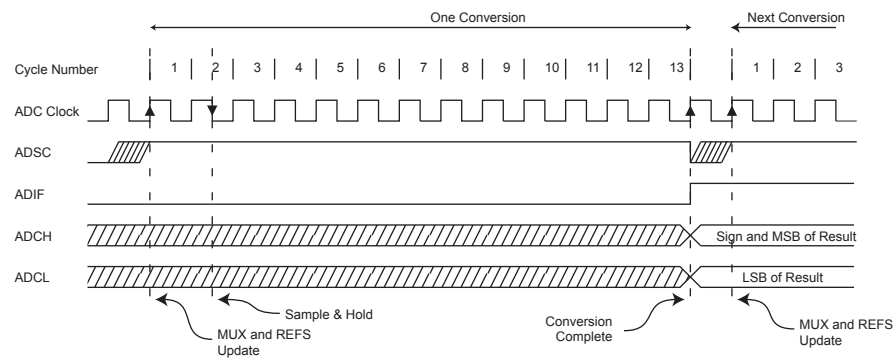 One Conversion
Next Conversion
Cycle Number
1 2 3 4 5 6 7 8 9 10 11 12 13 1 2 3
ADC Clock
ADSC
ADIF
ADCH
Sign and MSB of Result
ADCL
LSB of Result
Sample & Hold
MUX and REFS
Update
Conversion
Complete
MUX and REFS
Update